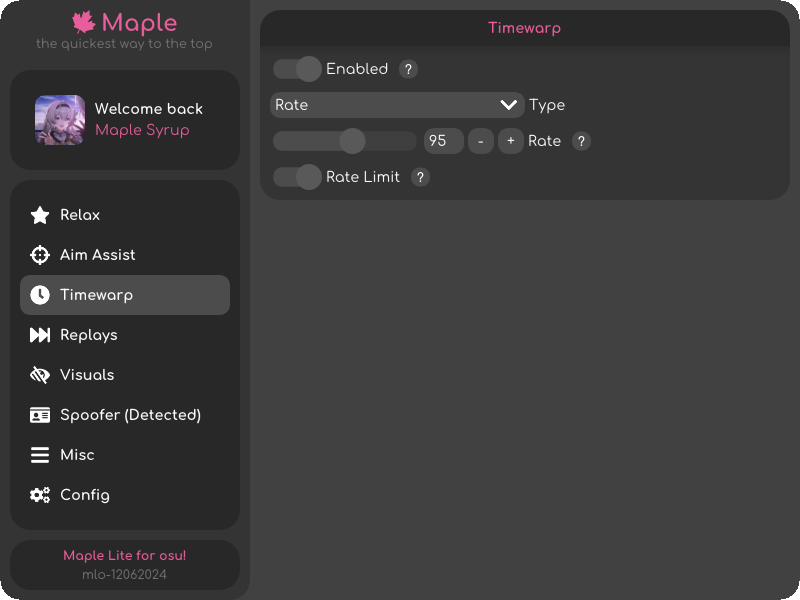 Maple
the quickest way to the top
Welcome back
Maple Syrup
Relax
Aim Assist
Timewarp
Replays
Visuals
Spoofer (Detected)
Misc
Config
Maple Lite for osu!
mlo-12062024
Timewarp
Enabled ?
Rate Type
95 - + Rate ?
Rate Limit ?